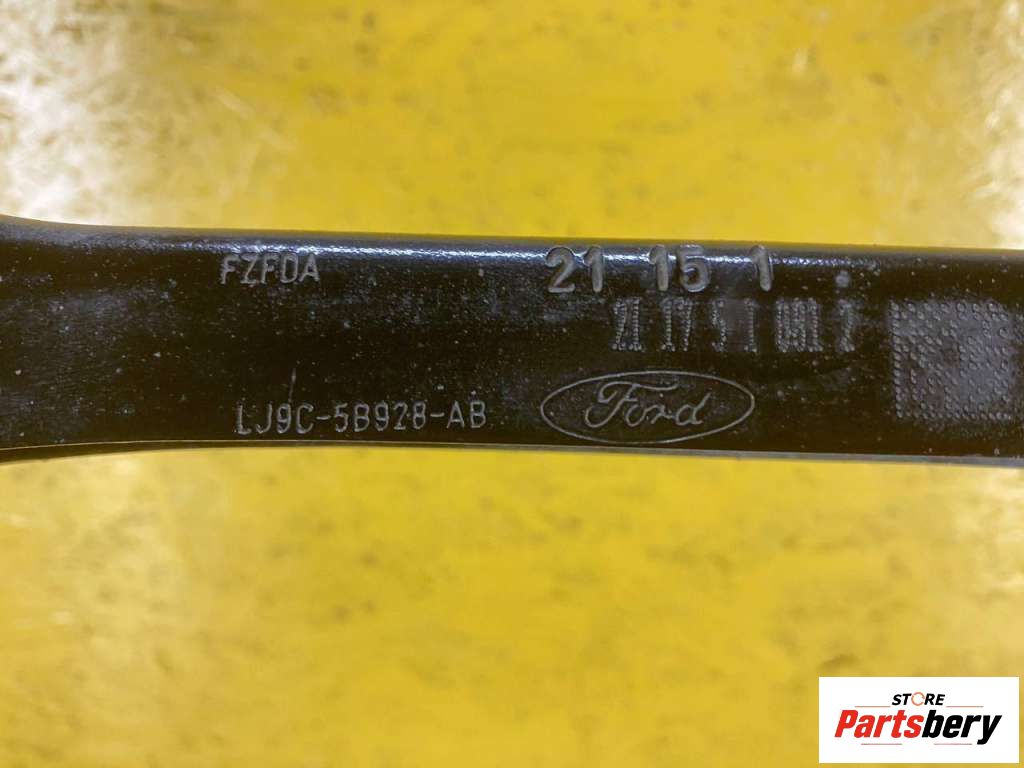 FZFDA
21 15 1
LJ9C-5B928-AB
Ford
STORE
Partsbery